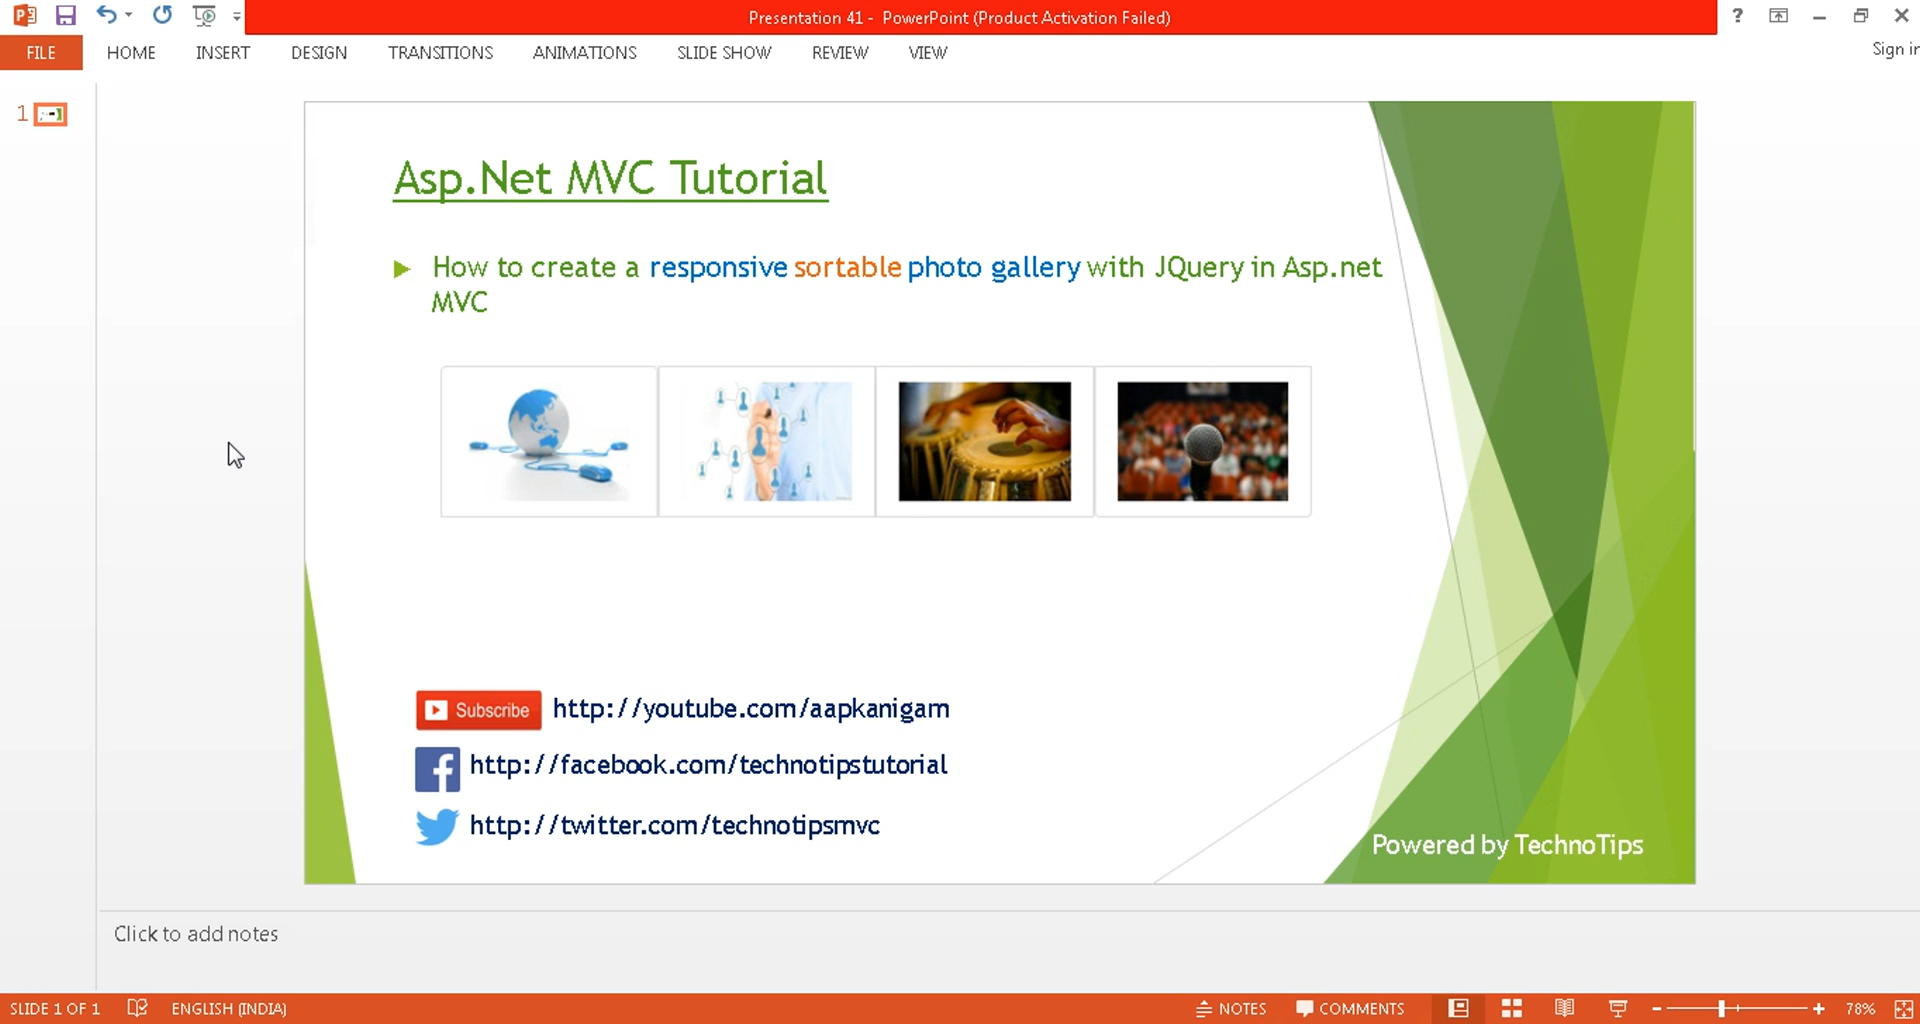 Presentation 41 - PowerPoint (Product Activation Failed)
?
FILE HOME INSERT DESIGN TRANSITIONS ANIMATIONS SLIDE SHOW REVIEW VIEW
Sign in
1
Asp.Net MVC Tutorial
How to create a responsive sortable photo gallery with JQuery in Asp.net
MVC
Subscribe http://youtube.com/aapkanigam
http://facebook.com/technotipstutorial
http://twitter.com/technotipsmvc
Powered by TechnoTips
Click to add notes
SLIDE 1 OF 1 ENGLISH (INDIA) NOTES COMMENTS 78%